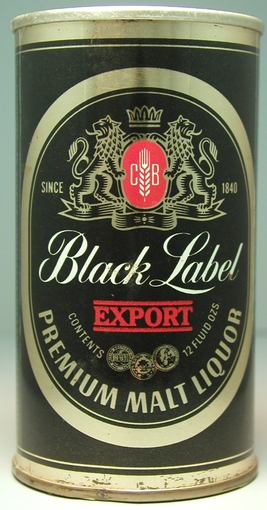 C B
SINCE 1840
Black Label
EXPORT
CONTENTS 12 FLUID OZS
PREMIUM MALT LIQUOR